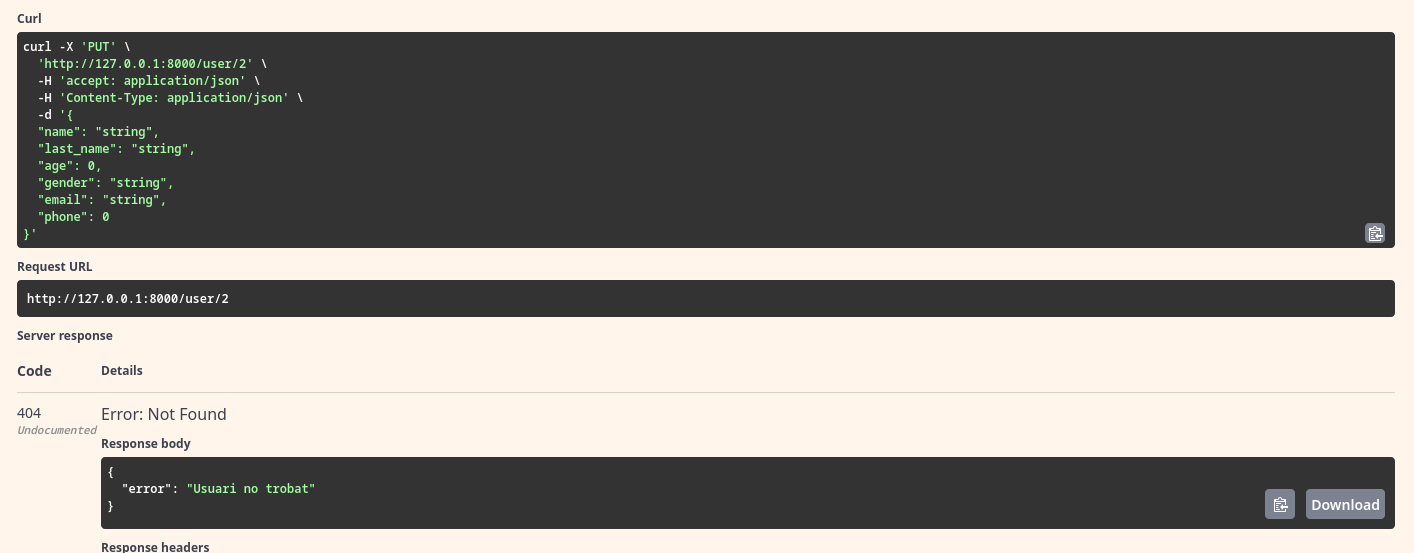 Curl
curl -X 'PUT' \
  'http://127.0.0.1:8000/user/2' \
  -H 'accept: application/json' \
  -H 'Content-Type: application/json' \
  -d '{
  "name": "string",
  "last_name": "string",
  "age": 0,
  "gender": "string",
  "email": "string",
  "phone": 0
}'
Request URL
http://127.0.0.1:8000/user/2
Server response
Code Details
404 Error: Not Found
Undocumented
Response body
{
  "error": "Usuari no trobat"
}
Download
Response headers